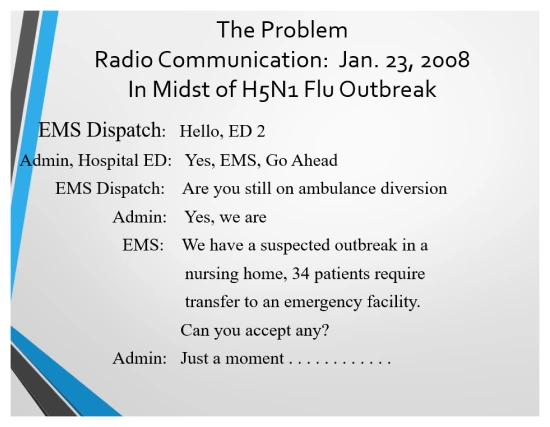 The Problem
Radio Communication: Jan. 23, 2008
In Midst of H5N1 Flu Outbreak
EMS Dispatch: Hello, ED 2
Admin, Hospital ED: Yes, EMS, Go Ahead
EMS Dispatch: Are you still on ambulance diversion
Admin: Yes, we are
EMS: We have a suspected outbreak in a
nursing home, 34 patients require
transfer to an emergency facility.
Can you accept any?
Admin: Just a moment . . . . . . . . . . . .